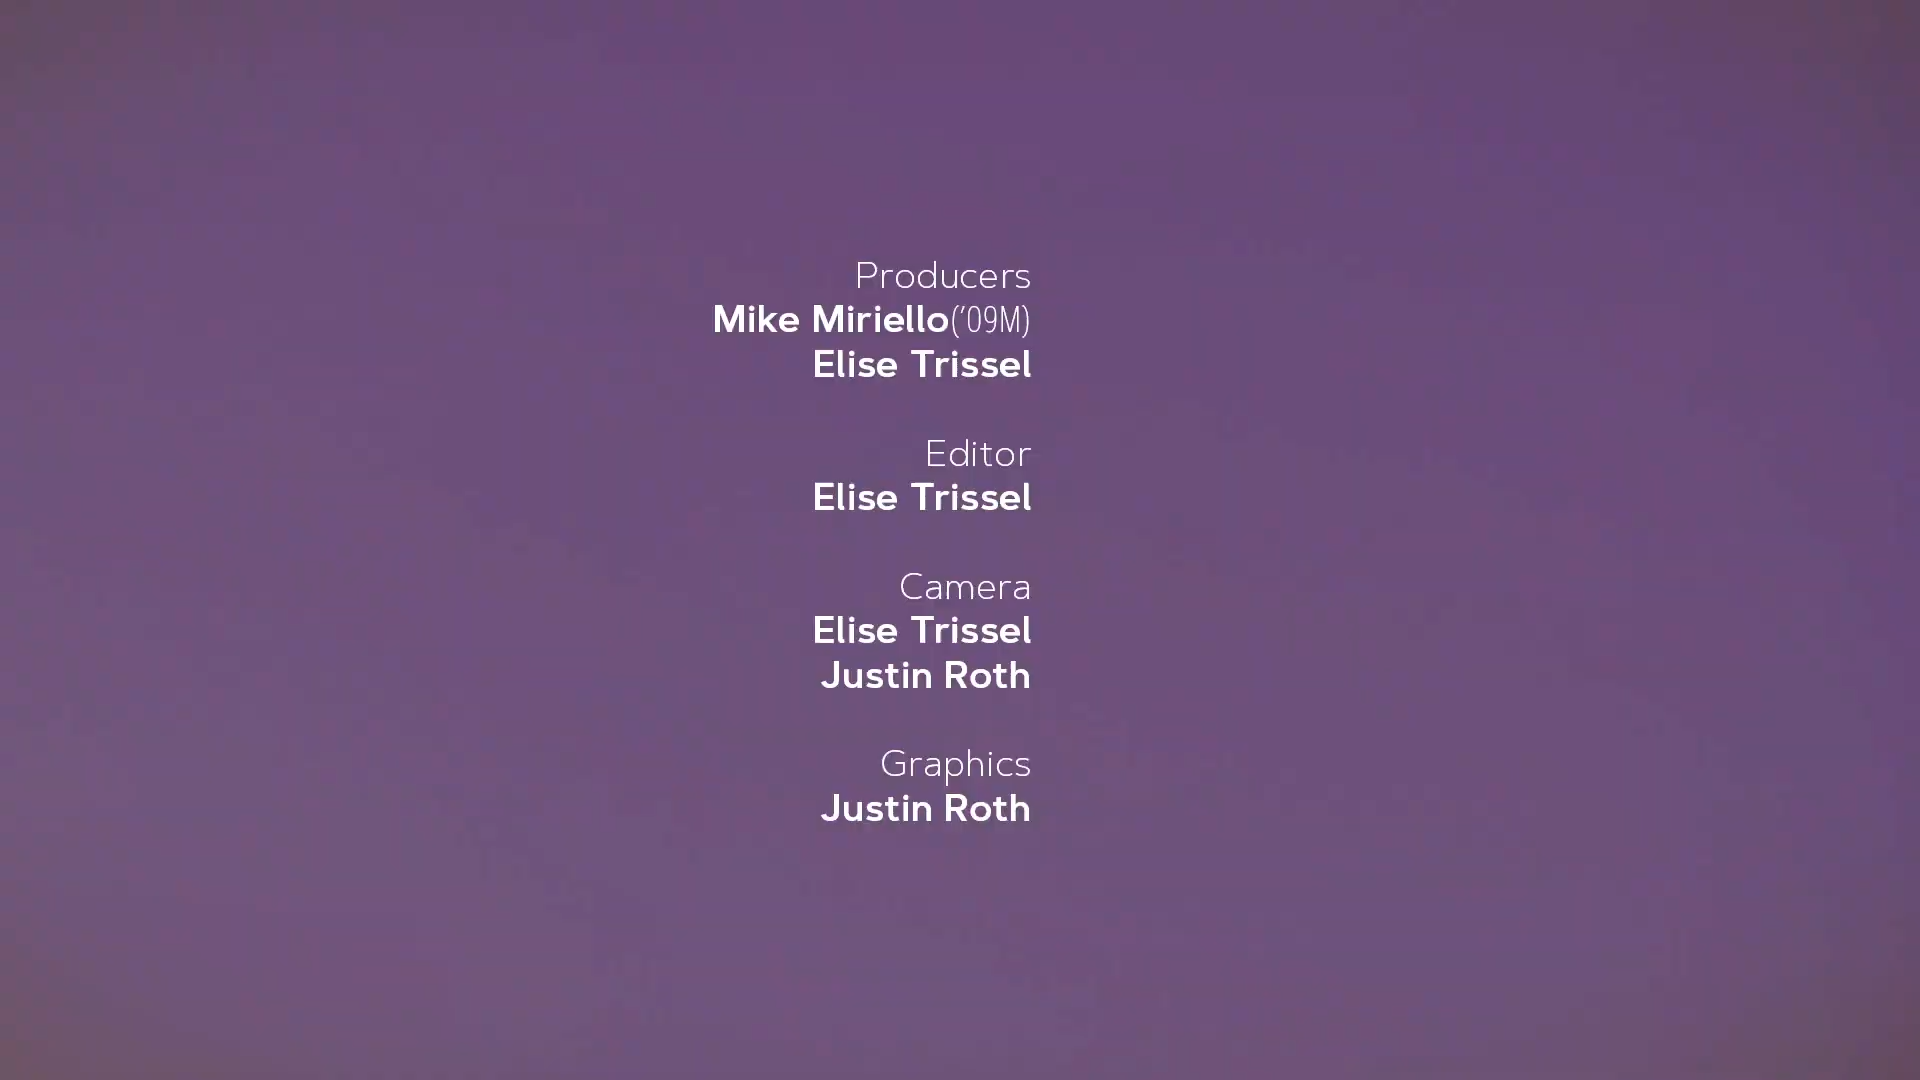 Producers
Mike Miriello(’09M)
Elise Trissel
Editor
Elise Trissel
Camera
Elise Trissel
Justin Roth
Graphics
Justin Roth